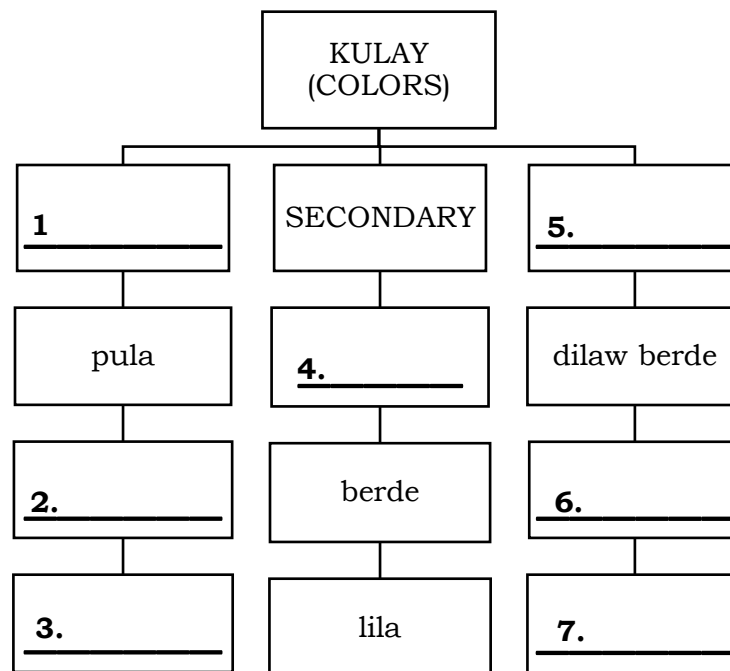 KULAY
(COLORS)
1
SECONDARY
5.
pula
4.
dilaw berde
2.
berde
6.
3.
lila
7.